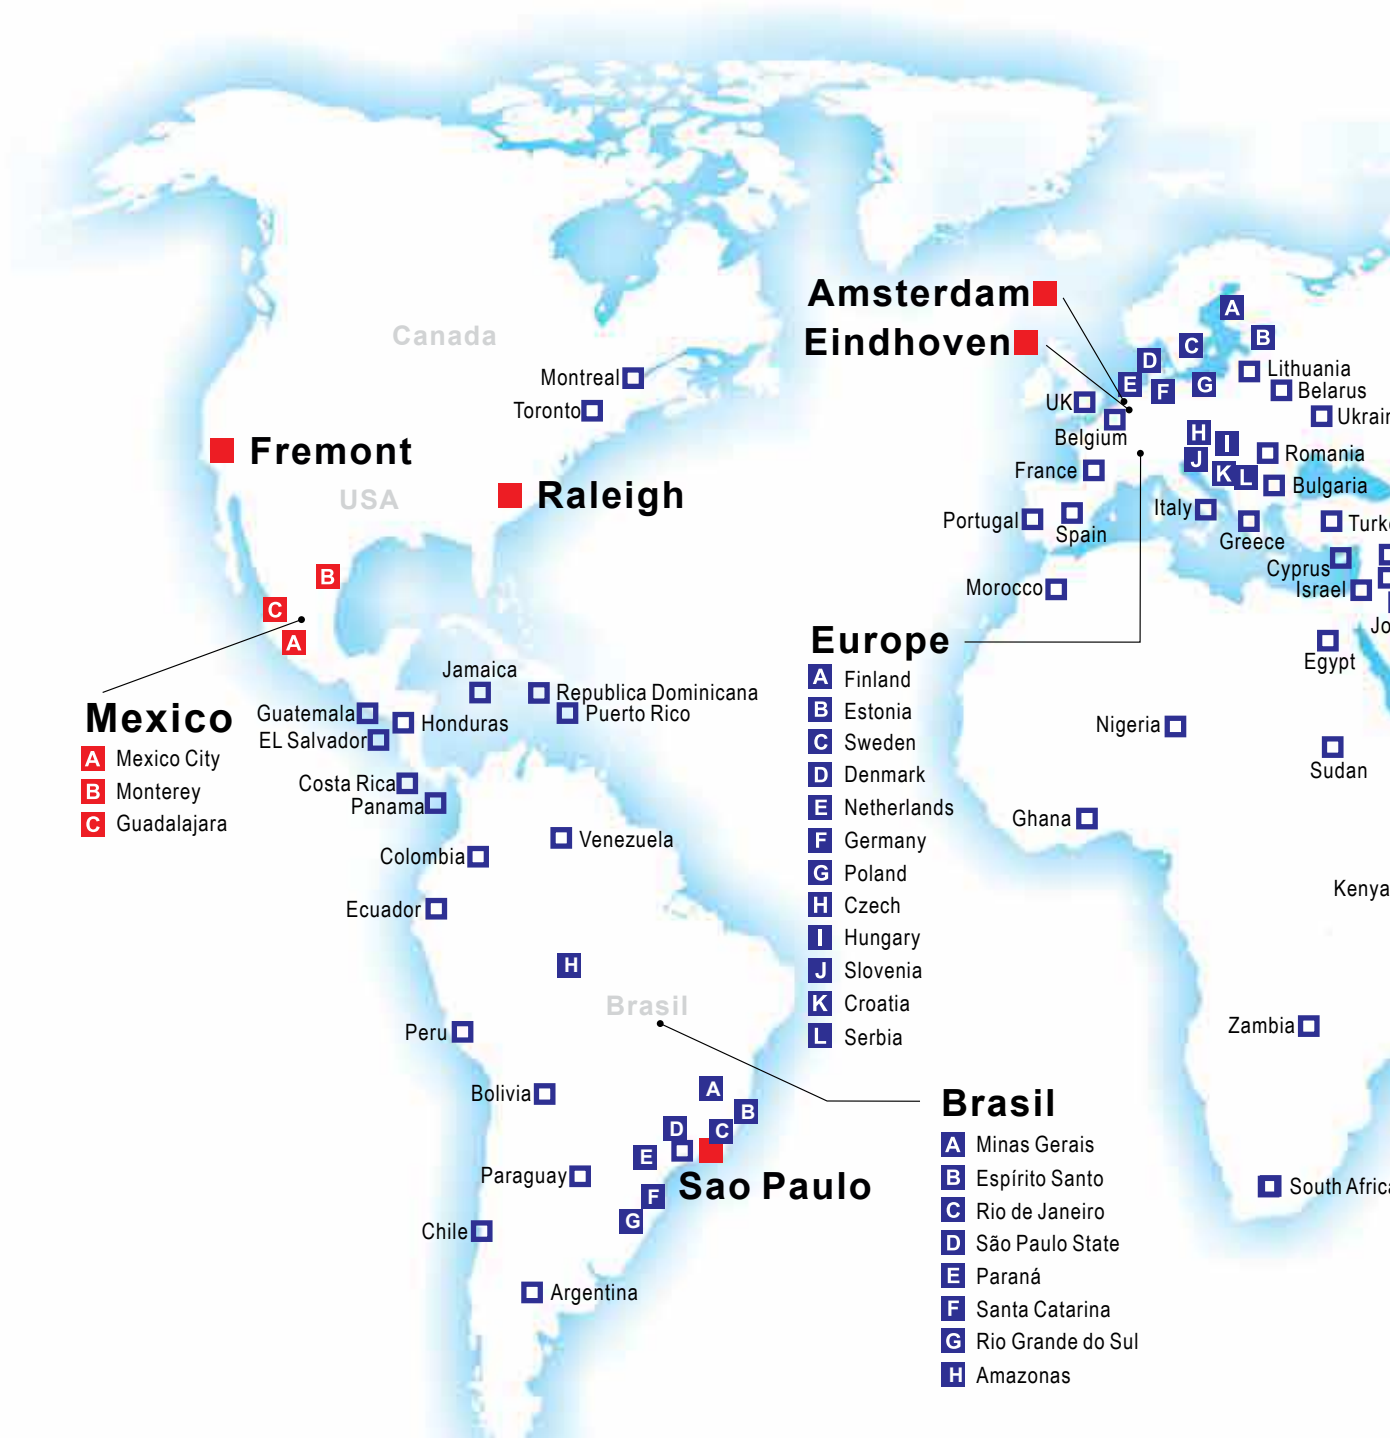 Canada
Montreal
Toronto
Fremont
USA
Raleigh
B
C
A
Mexico
A Mexico City
B Monterey
C Guadalajara
Jamaica
Republica Dominicana
Puerto Rico
Guatemala
Honduras
EL Salvador
Costa Rica
Panama
Venezuela
Colombia
Ecuador
H
Brasil
Peru
Bolivia
A
B
C
D
E
Paraguay
F
Sao Paulo
G
Chile
Argentina
Amsterdam
Eindhoven
A
B
C
D
E
F
G
Lithuania
Belarus
Ukrain
UK
Belgium
H
I
J
K
L
Romania
Bulgaria
France
Portugal
Spain
Italy
Greece
Turke
Cyprus
Israel
Jo
Morocco
Egypt
Europe
A Finland
B Estonia
C Sweden
D Denmark
E Netherlands
F Germany
G Poland
H Czech
I Hungary
J Slovenia
K Croatia
L Serbia
Nigeria
Sudan
Ghana
Kenya
Zambia
South Africa
Brasil
A Minas Gerais
B Espírito Santo
C Rio de Janeiro
D São Paulo State
E Paraná
F Santa Catarina
G Rio Grande do Sul
H Amazonas